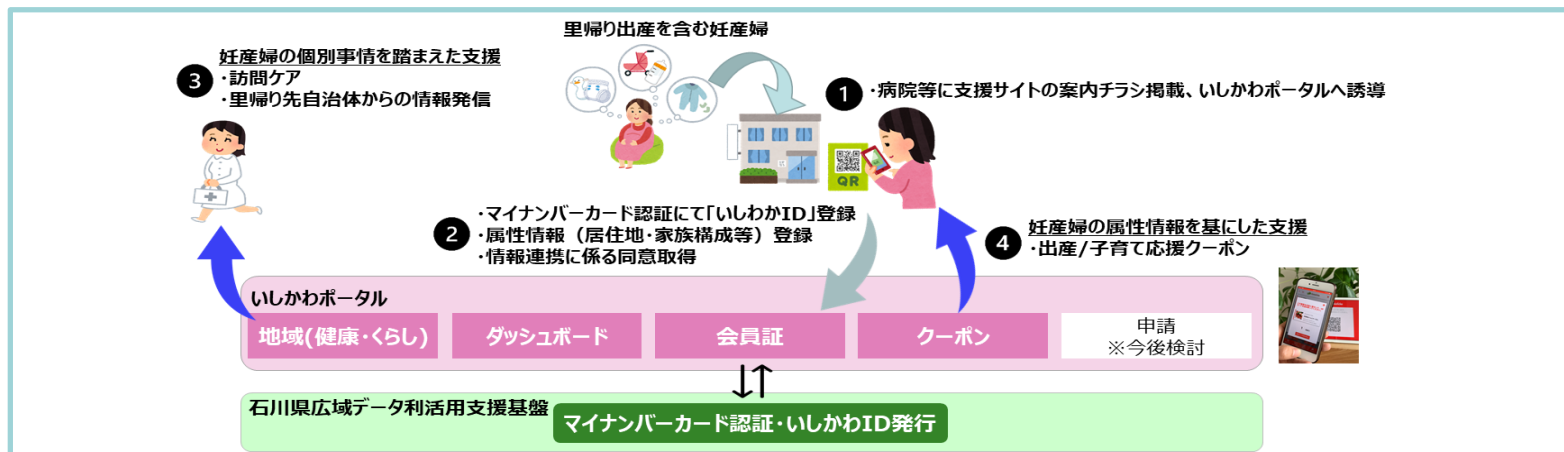 里帰り出産を含む妊産婦
❶ ・病院等に支援サイトの案内チラシ掲載、いしかわポータルへ誘導
QR
❷ ・マイナンバーカード認証にて「いしわかID」登録
・属性情報（居住地・家族構成等）登録
・情報連携に係る同意取得
❸ 妊産婦の個別事情を踏まえた支援
・訪問ケア
・里帰り先自治体からの情報発信
❹ 妊産婦の属性情報を基にした支援
・出産/子育て応援クーポン
いしかわポータル
地域(健康・くらし)
ダッシュボード
会員証
クーポン
申請
※今後検討
石川県広域データ利活用支援基盤
マイナンバーカード認証・いしかわID発行